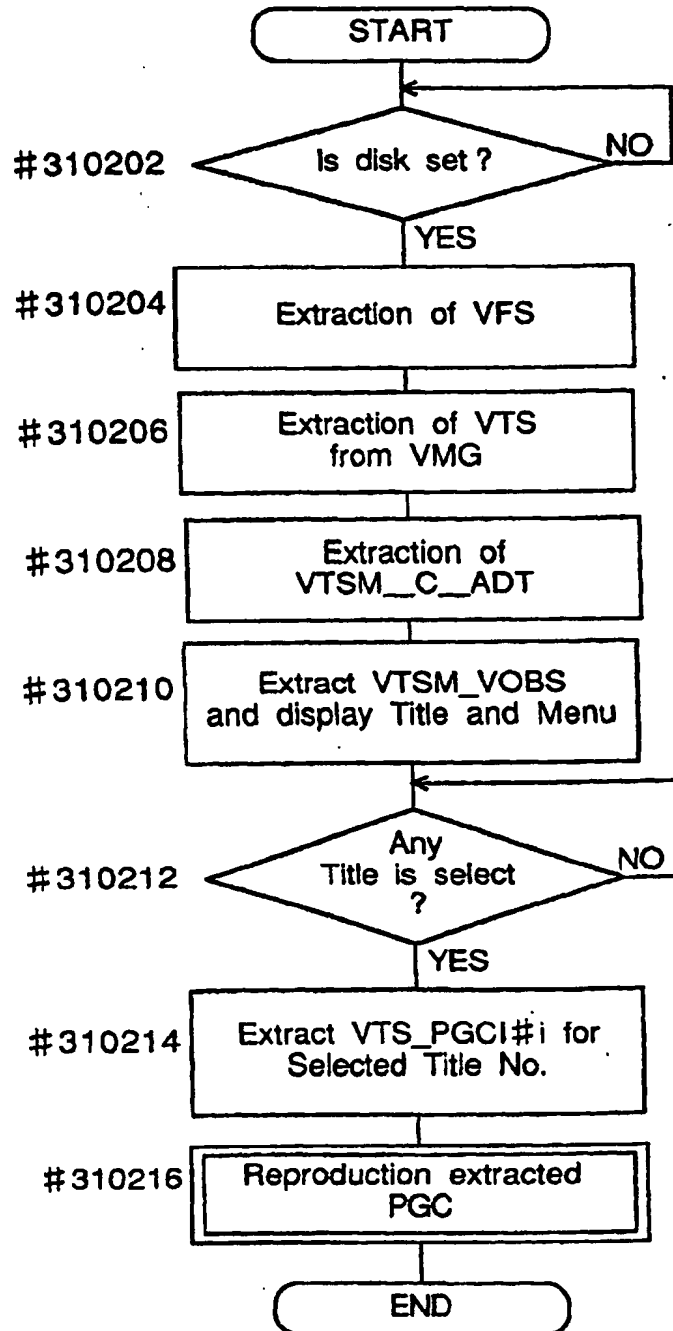 START
#310202
Is disk set ?
NO
YES
#310204
Extraction of VFS
#310206
Extraction of VTS
from VMG
#310208
Extraction of
VTSM__C__ADT
#310210
Extract VTSM_VOBS
and display Title and Menu
#310212
Any
Title is select
?
NO
YES
#310214
Extract VTS_PGCI#i for
Selected Title No.
#310216
Reproduction extracted
PGC
END